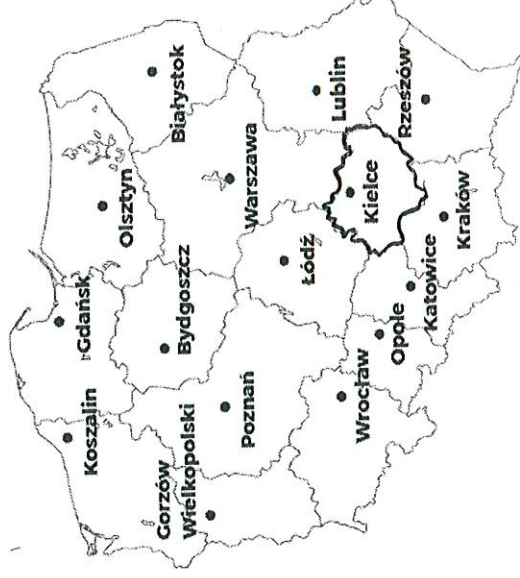 Koszalin
Gdańsk
Olsztyn
Białystok
Gorzów
Wielkopolski
Bydgoszcz
Poznań
Warszawa
Łódź
Lublin
Wrocław
Opole
Kielce
Katowice
Kraków
Rzeszów